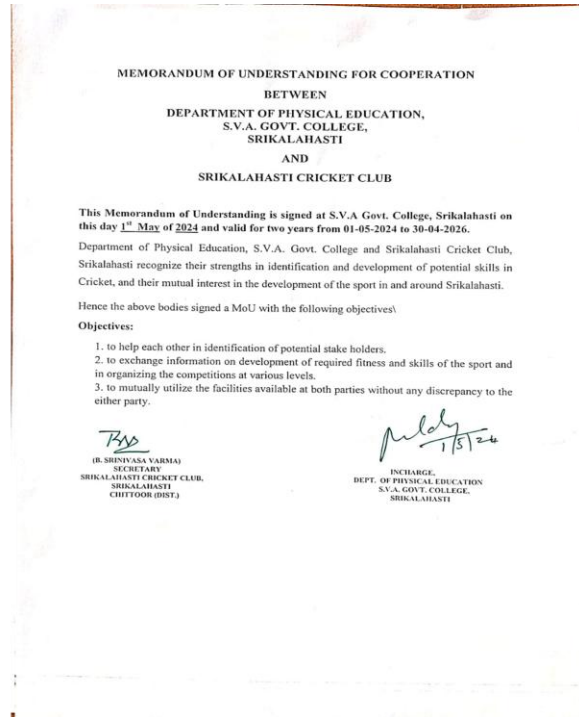 MEMORANDUM OF UNDERSTANDING FOR COOPERATION
BETWEEN
DEPARTMENT OF PHYSICAL EDUCATION,
S.V.A. GOVT. COLLEGE,
SRIKALAHASTI
AND
SRIKALAHASTI CRICKET CLUB
This Memorandum of Understanding is signed at S.V.A Govt. College, Srikalahasti on
this day 1st May of 2024 and valid for two years from 01-05-2024 to 30-04-2026.
Department of Physical Education, S.V.A. Govt. College and Srikalahasti Cricket Club,
Srikalahasti recognize their strengths in identification and development of potential skills in
Cricket, and their mutual interest in the development of the sport in and around Srikalahasti.
Hence the above bodies signed a MoU with the following objectives\
Objectives:
1. to help each other in identification of potential stake holders.
2. to exchange information on development of required fitness and skills of the sport and
in organizing the competitions at various levels.
3. to mutually utilize the facilities available at both parties without any discrepancy to the
either party.
1/5/24
(B. SRINIVASA VARMA)
SECRETARY
SRIKALAHASTI CRICKET CLUB,
SRIKALAHASTI
CHITTOOR (DIST.)
INCHARGE,
DEPT. OF PHYSICAL EDUCATION
S.V.A. GOVT. COLLEGE,
SRIKALAHASTI